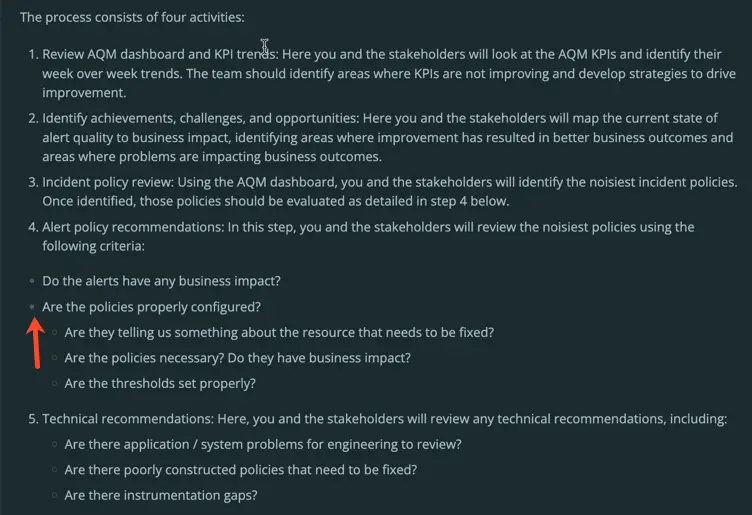 The process consists of four activities:
1. Review AQM dashboard and KPI trends: Here you and the stakeholders will look at the AQM KPIs and identify their
week over week trends. The team should identify areas where KPIs are not improving and develop strategies to drive
improvement.
2. Identify achievements, challenges, and opportunities: Here you and the stakeholders will map the current state of
alert quality to business impact, identifying areas where improvement has resulted in better business outcomes and
areas where problems are impacting business outcomes.
3. Incident policy review: Using the AQM dashboard, you and the stakeholders will identify the noisiest incident policies.
Once identified, those policies should be evaluated as detailed in step 4 below.
4. Alert policy recommendations: In this step, you and the stakeholders will review the noisiest policies using the
following criteria:
Do the alerts have any business impact?
Are the policies properly configured?
Are they telling us something about the resource that needs to be fixed?
Are the policies necessary? Do they have business impact?
Are the thresholds set properly?
5. Technical recommendations: Here, you and the stakeholders will review any technical recommendations, including:
Are there application / system problems for engineering to review?
Are there poorly constructed policies that need to be fixed?
Are there instrumentation gaps?